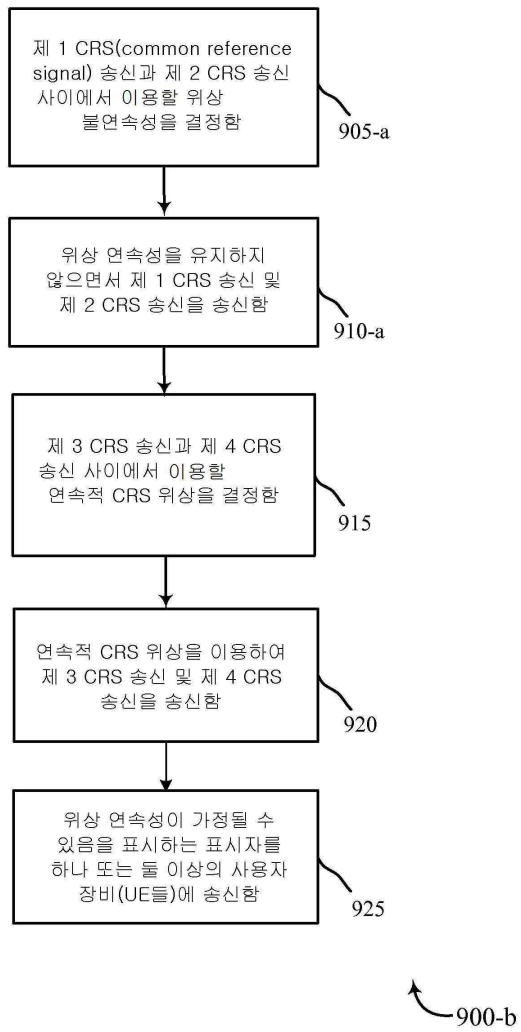 제 1 CRS(common reference
signal) 송신과 제 2 CRS 송신
사이에서 이용할 위상
불연속성을 결정함
905-a
위상 연속성을 유지하지
않으면서 제 1 CRS 송신 및
제 2 CRS 송신을 송신함
910-a
제 3 CRS 송신과 제 4 CRS
송신 사이에서 이용할
연속적 CRS 위상을 결정함
915
연속적 CRS 위상을 이용하여
제 3 CRS 송신 및 제 4 CRS
송신을 송신함
920
위상 연속성이 가정될 수
있음을 표시하는 표시자를
하나 또는 둘 이상의 사용자
장비(UE들)에 송신함
925
900-b